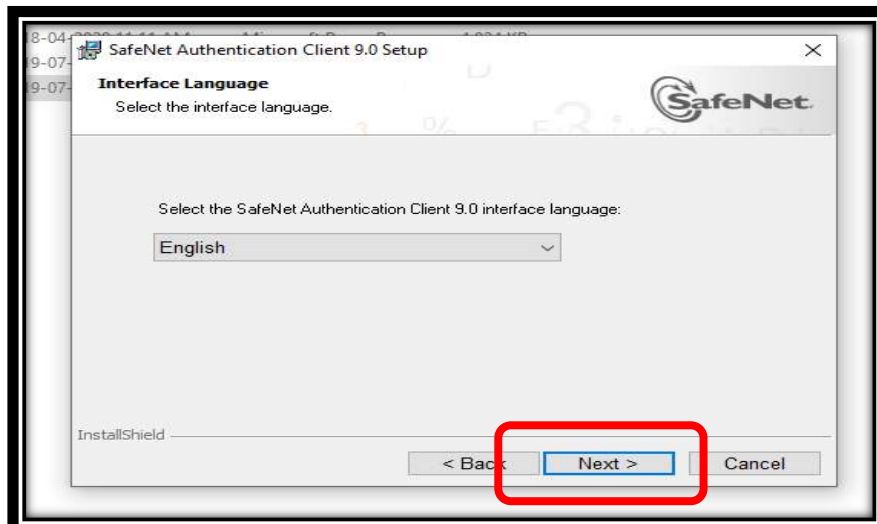 SafeNet Authentication Client 9.0 Setup
Interface Language
Select the interface language.
SafeNet.
Select the SafeNet Authentication Client 9.0 interface language:
English
InstallShield
< Back
Next >
Cancel